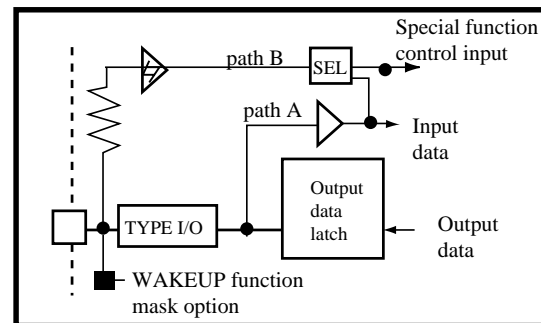 Special function
control input
path B
SEL
path A
Input
data
Output
data
latch
TYPE I/O
Output
data
WAKEUP function
mask option